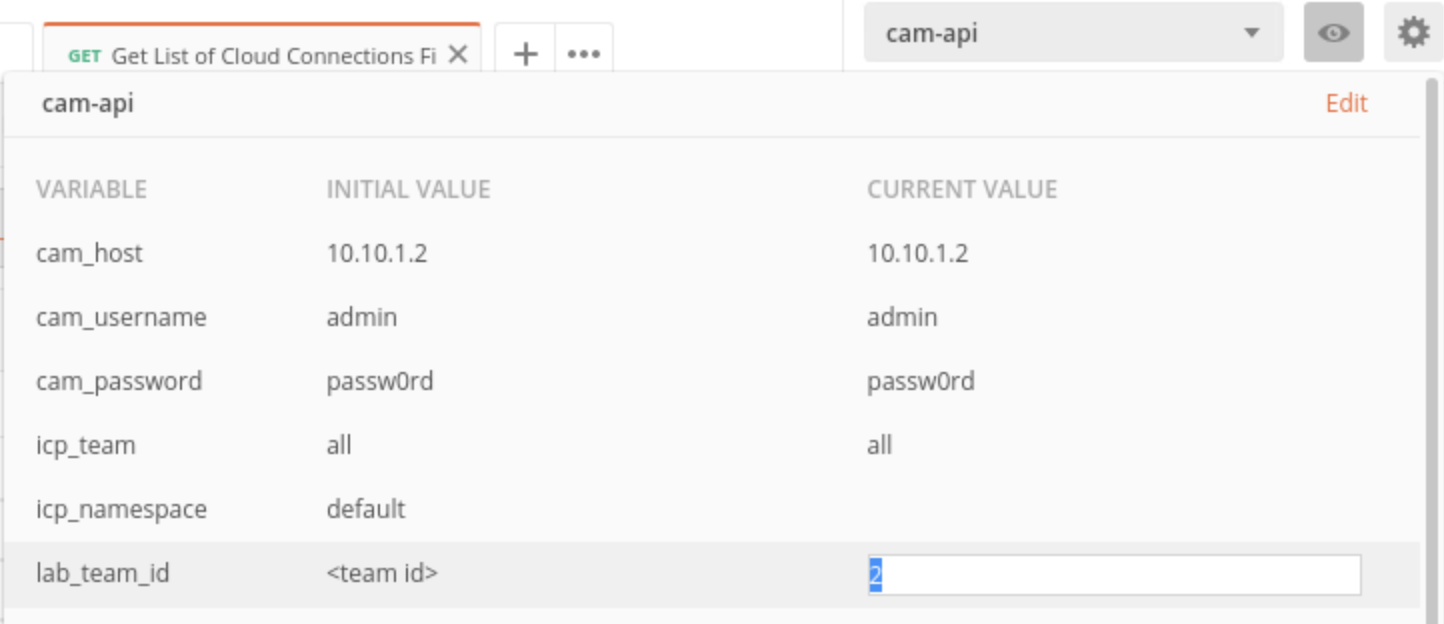 GET Get List of Cloud Connections Fi
cam-api
cam-api Edit
VARIABLE INITIAL VALUE CURRENT VALUE
cam_host 10.10.1.2 10.10.1.2
cam_username admin admin
cam_password passw0rd passw0rd
icp_team all all
icp_namespace default
lab_team_id <team id> 2